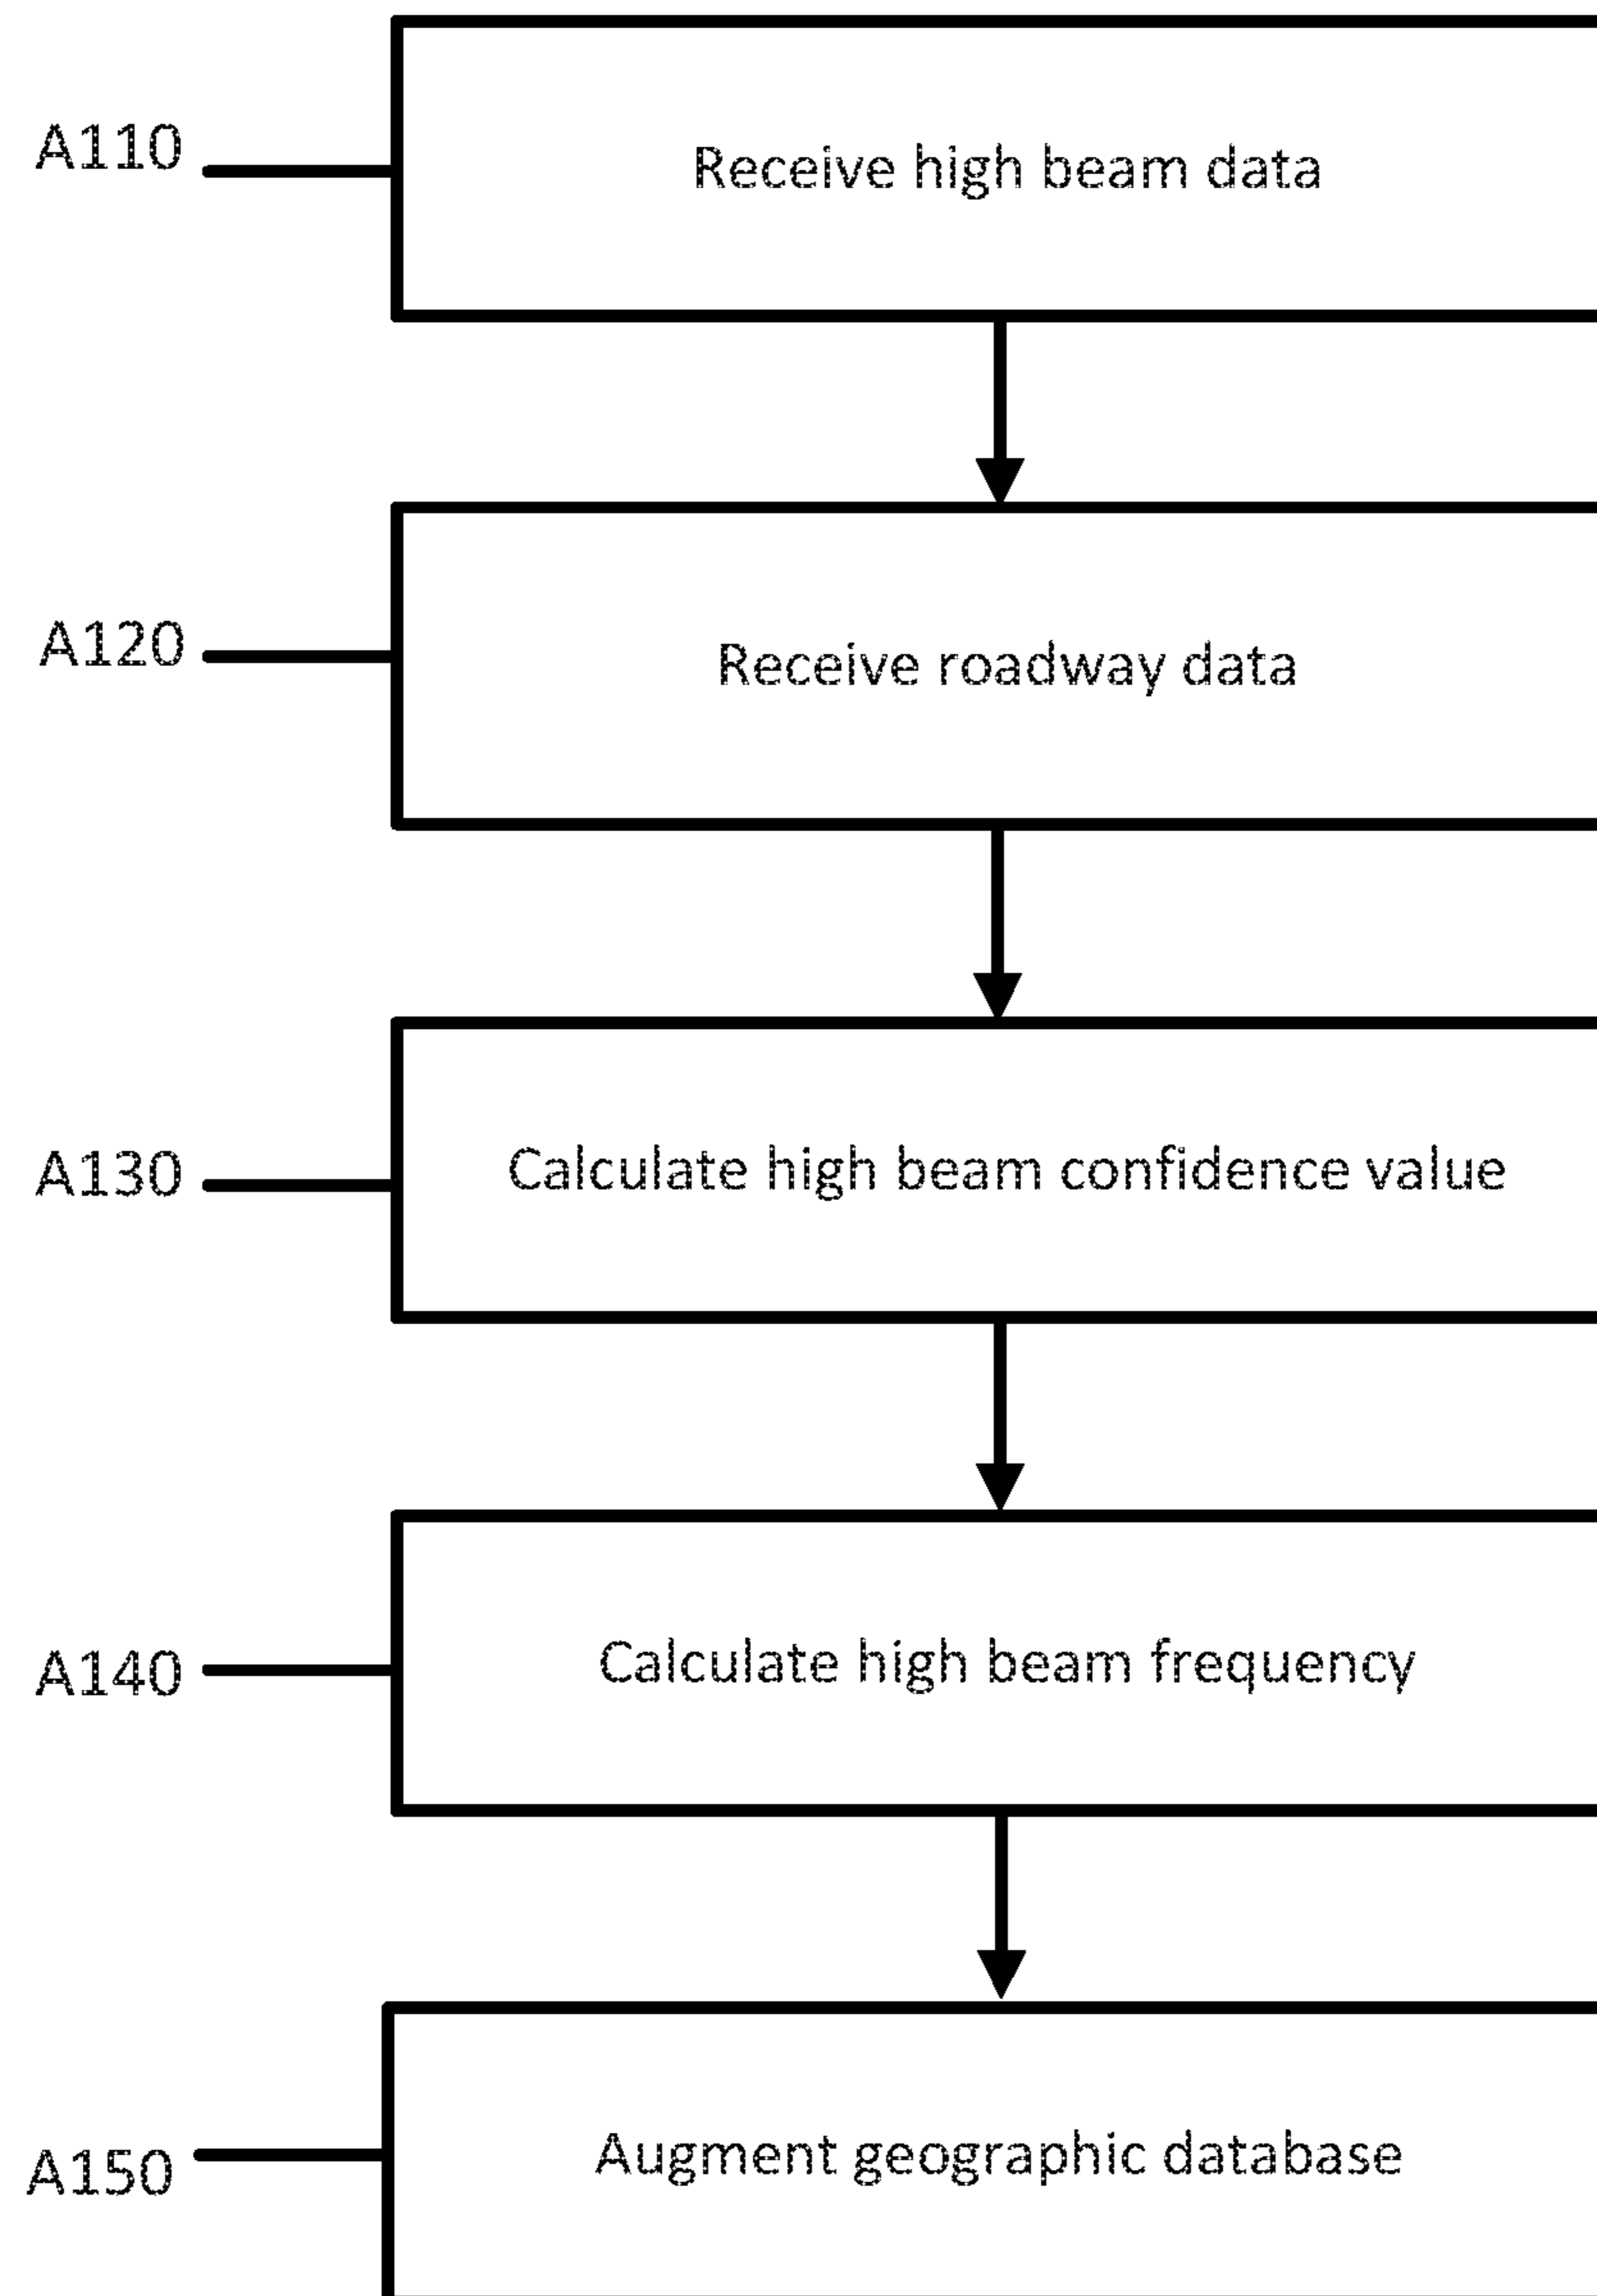 A110
Receive high beam data
A120
Receive roadway data
A130
Calculate high beam confidence value
A140
Calculate high beam frequency
A150
Augment geographic database